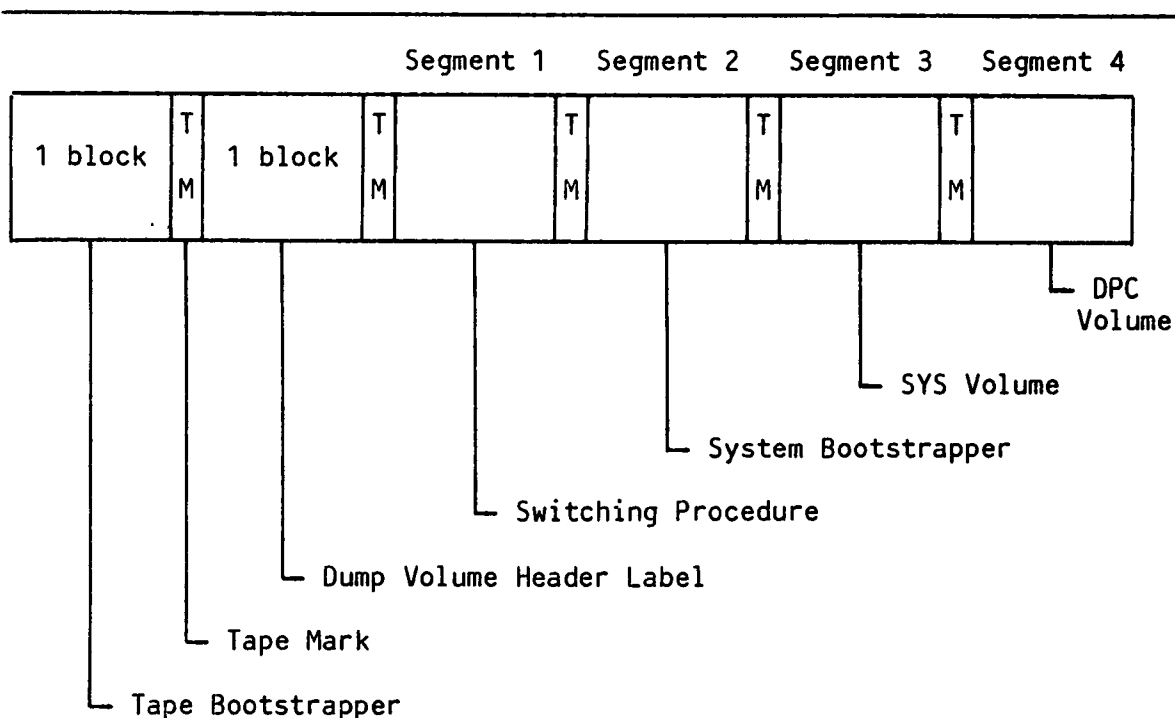 Segment 1 Segment 2 Segment 3 Segment 4
1 block T M 1 block T M T M T M T M
DPC
Volume
SYS Volume
System Bootstrapper
Switching Procedure
Dump Volume Header Label
Tape Mark
Tape Bootstrapper